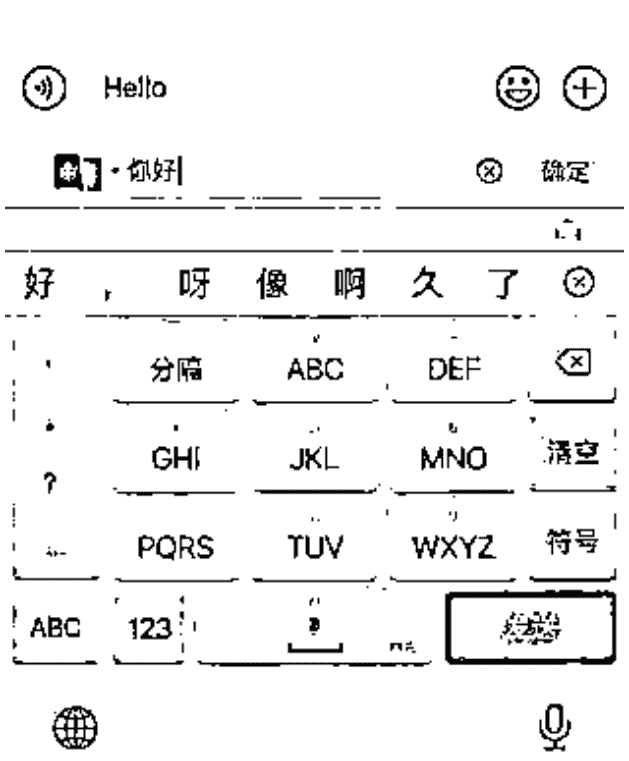 Hello
你好
确定
好 , 呀 像 啊 久 了
分隔 ABC DEF
GHI JKL MNO 清空
?
PQRS TUV WXYZ 符号
ABC 123